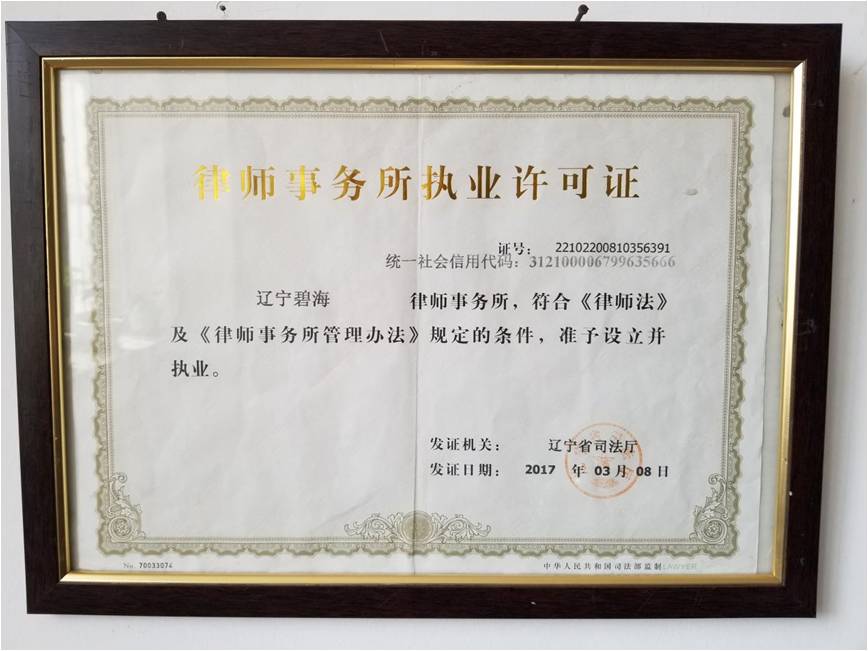 律师事务所执业许可证
证号： 22102200810356391
统一社会信用代码：312100006799635666
辽宁碧海 律师事务所，符合《律师法》
及《律师事务所管理办法》规定的条件，准予设立并
执业。
发证机关： 辽宁省司法厅
发证日期： 2017 年 03 月 08 日
No. 70033074
中华人民共和国司法部监制 LAWYER